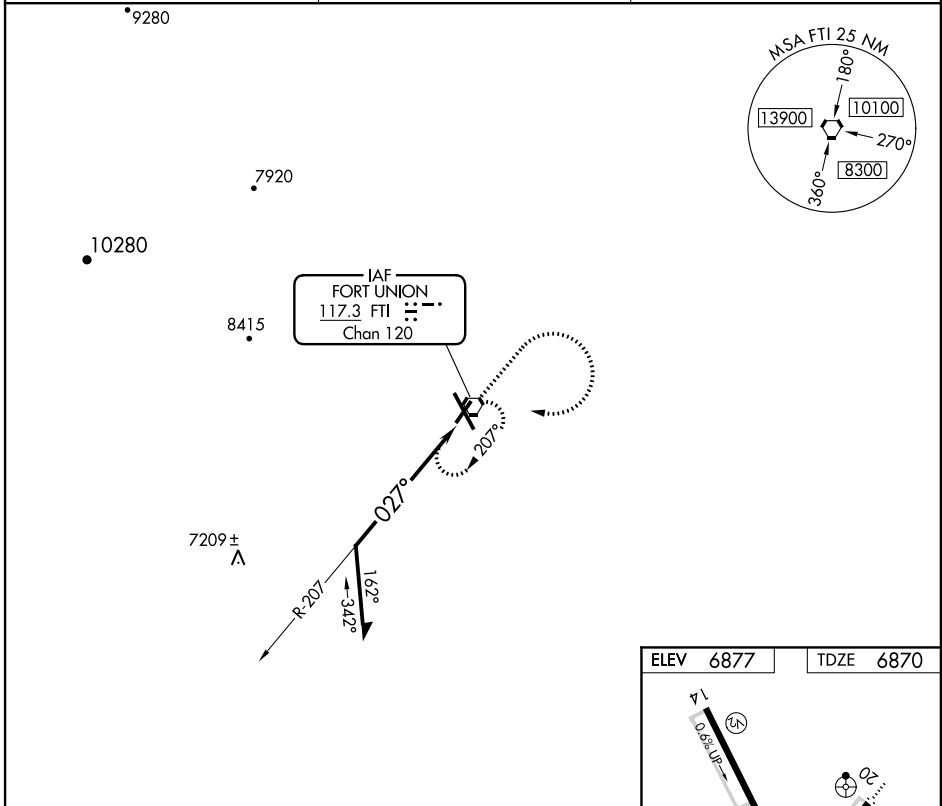 9280
MSA FTI 25 NM
180°
13900
10100
270°
8300
360°
7920
10280
IAF
FORT UNION
117.3 FTI
Chan 120
8415
207°
027°
7209±
R-207
162°
342°
ELEV 6877
TDZE 6870
14
V2
0.6% UP
20